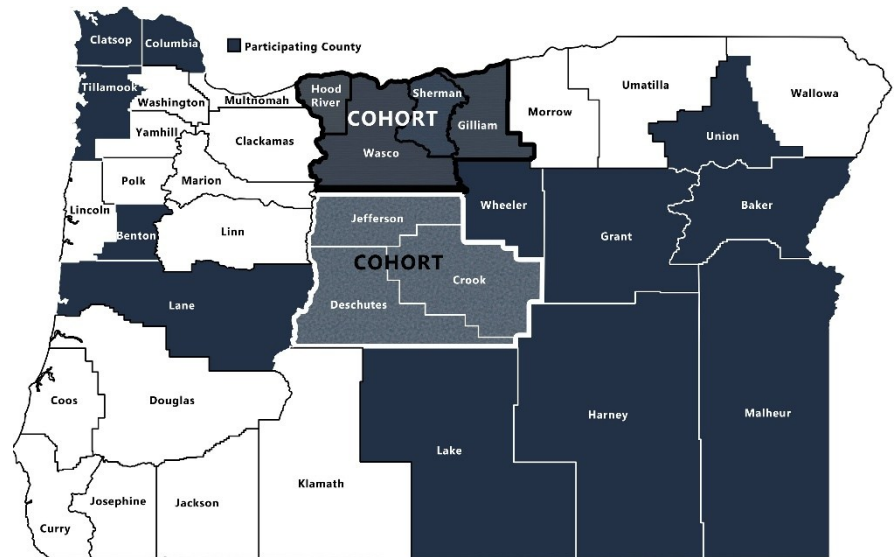 Clatsop
Columbia
Participating County
Tillamook
Washington
Multnomah
Hood
River
Sherman
Morrow
Umatilla
Wallowa
COHORT
Yamhill
Clackamas
Gilliam
Union
Wasco
Polk
Marion
Lincoln
Jefferson
Wheeler
Baker
Benton
Linn
Grant
COHORT
Crook
Lane
Deschutes
Coos
Douglas
Harney
Malheur
Lake
Klamath
Josephine
Jackson
Curry